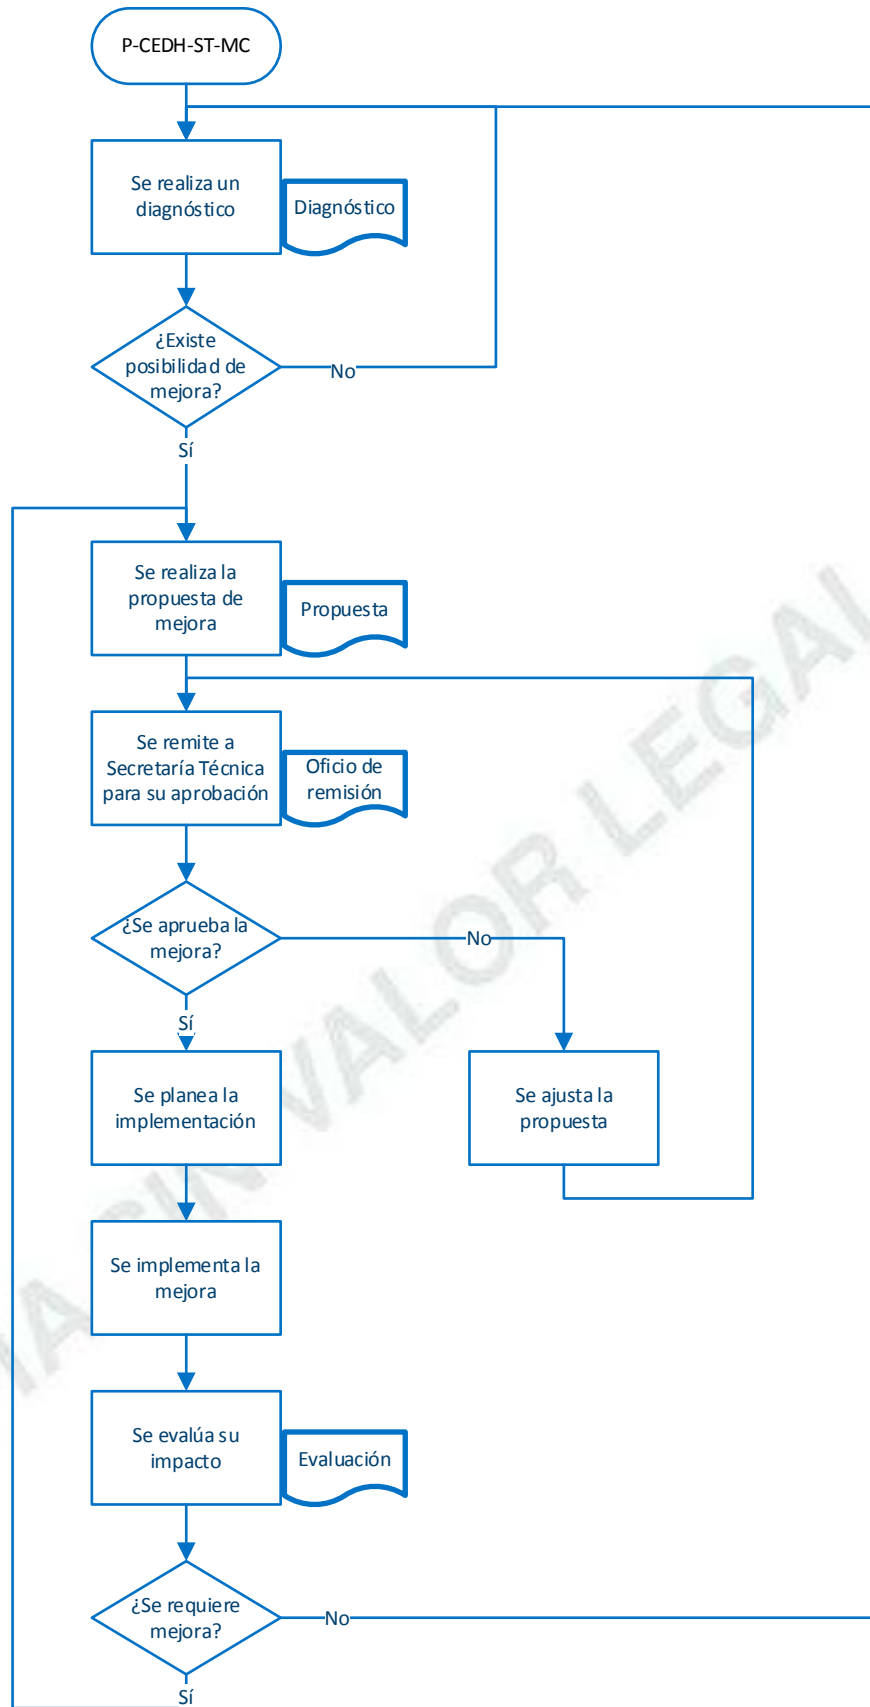 P-CEDH-ST-MC
Se realiza un
diagnóstico
Diagnóstico
¿Existe
posibilidad de
mejora?
No
Sí
Se realiza la
propuesta de
mejora
Propuesta
Se remite a
Secretaría Técnica
para su aprobación
Oficio de
remisión
¿Se aprueba la
mejora?
No
Sí
Se planea la
implementación
Se ajusta la
propuesta
Se implementa la
mejora
Se evalúa su
impacto
Evaluación
¿Se requiere
mejora?
No
Sí
SIN VALOR LEGAL